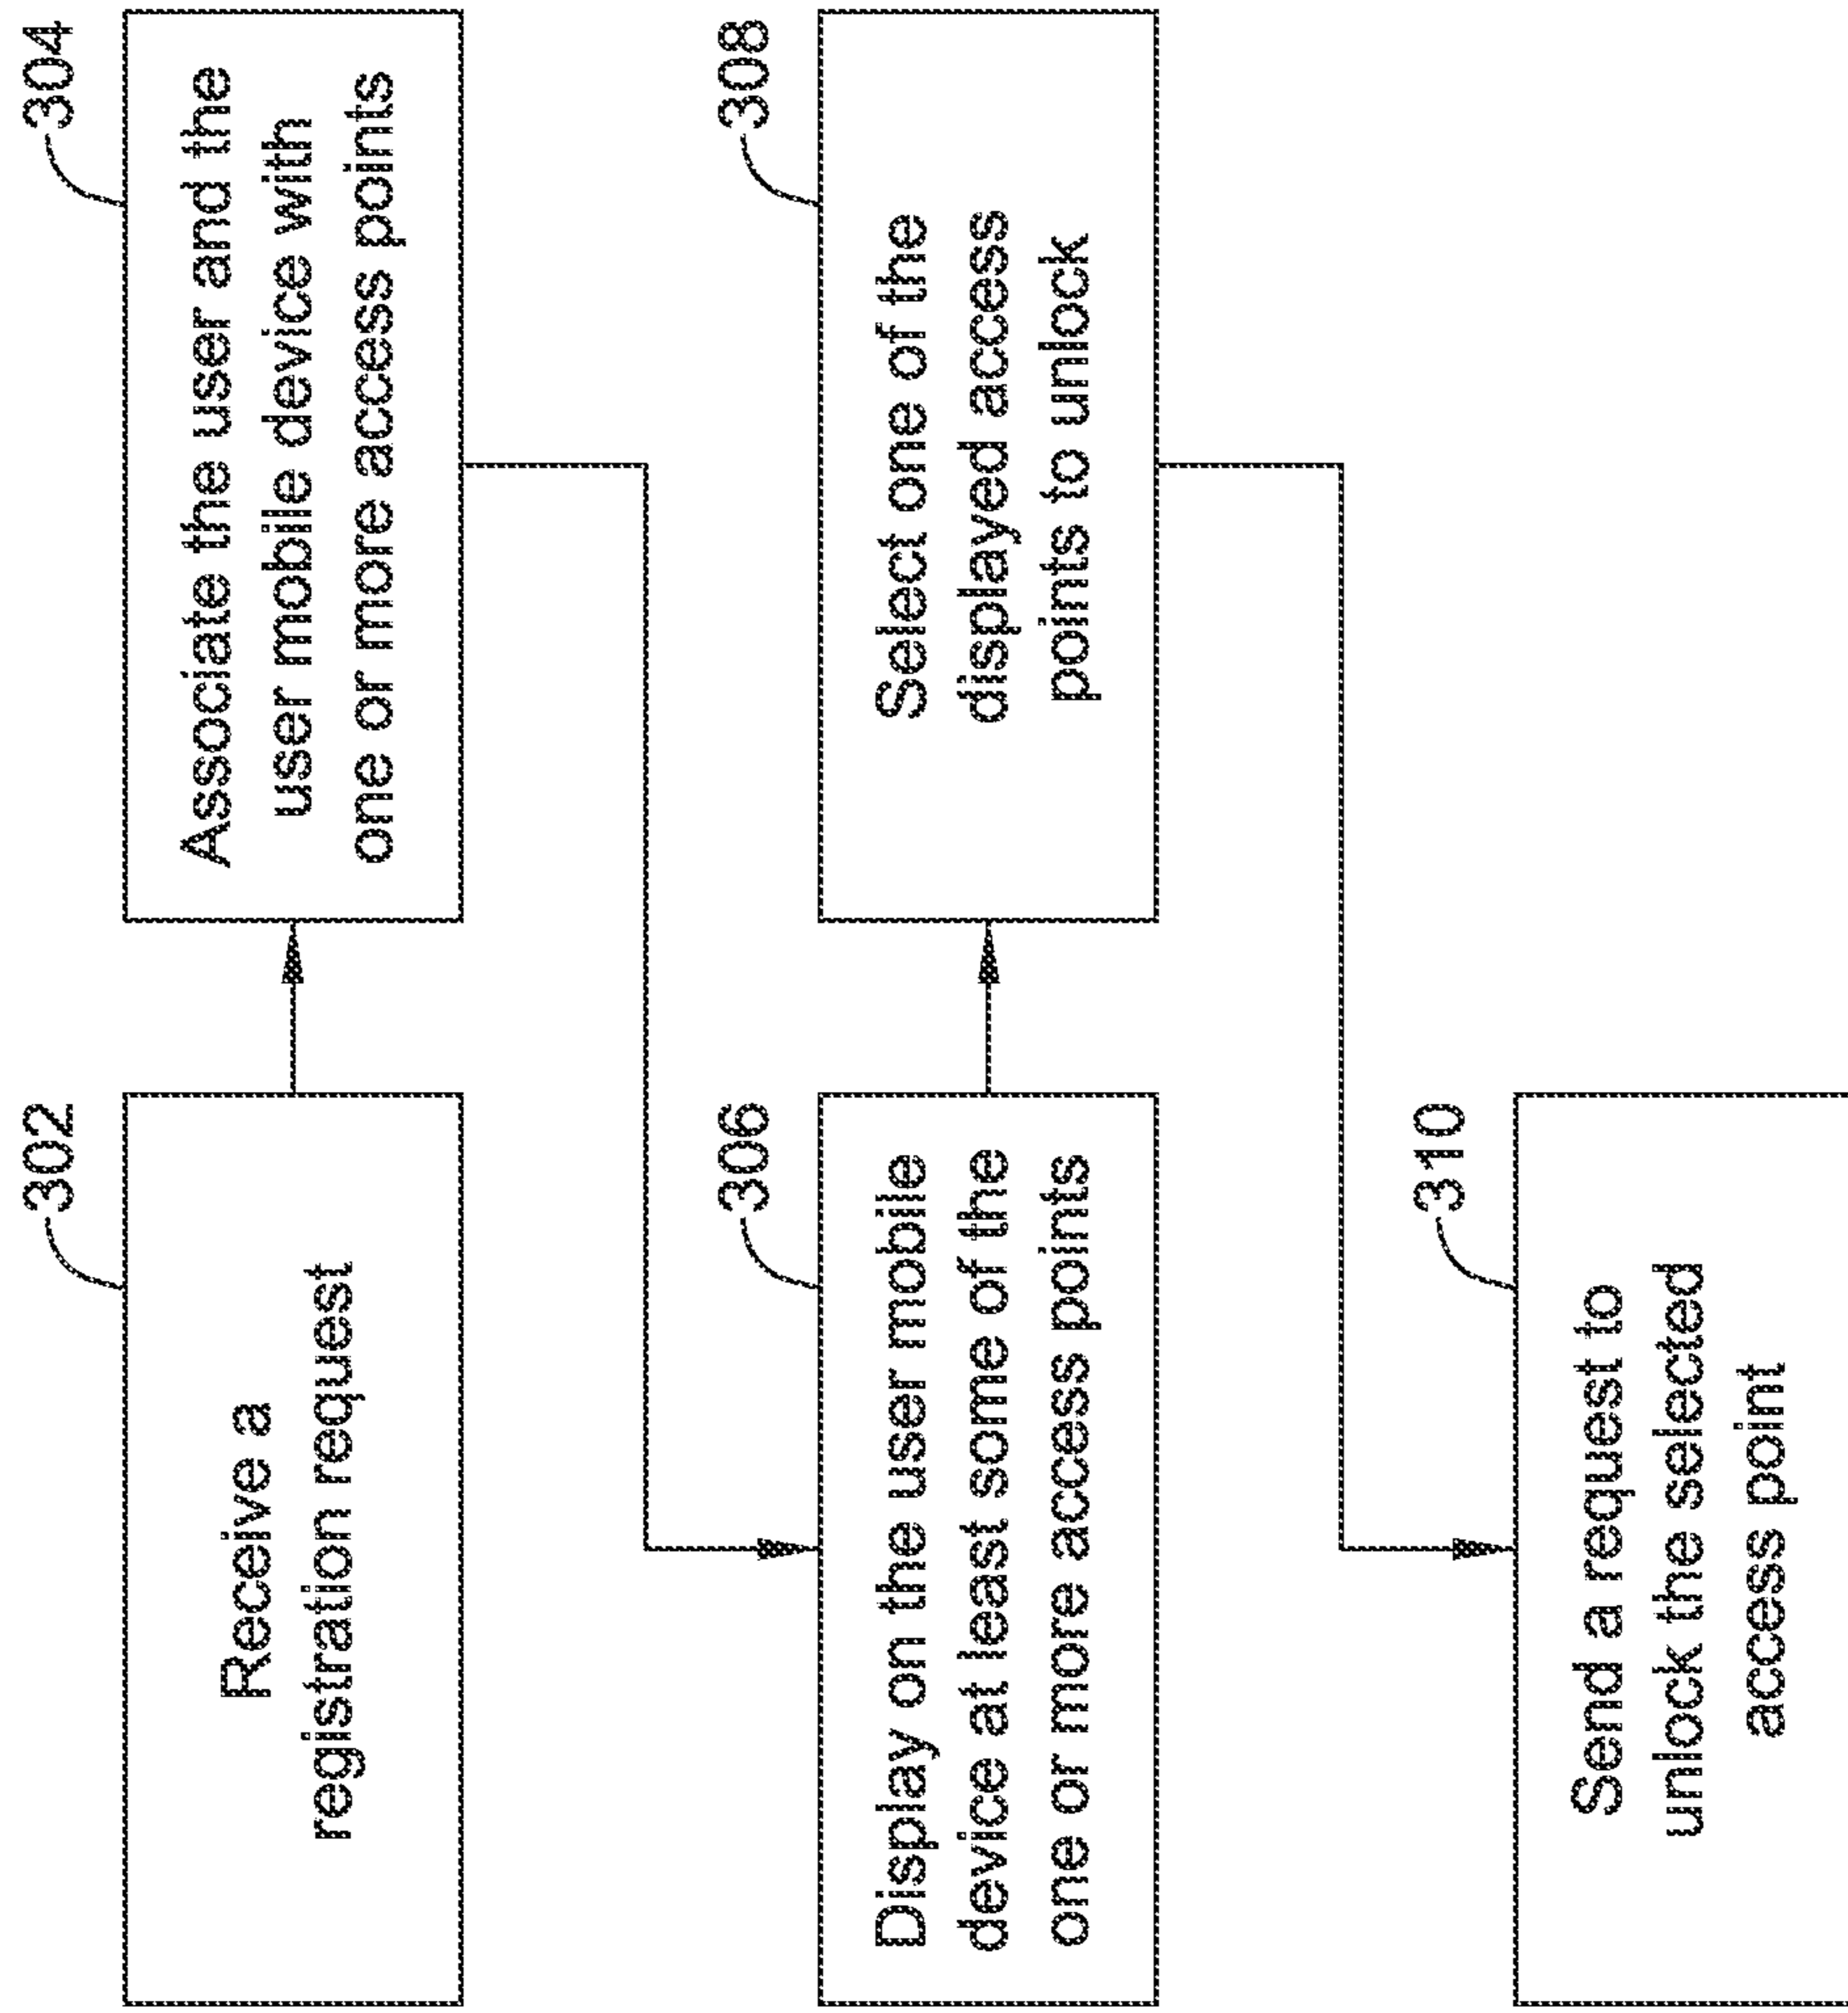 302
Receive a
registration request
304
Associate the user and the
user mobile device with
one or more access points
306
Display on the user mobile
device at least some of the
one or more access points
308
Select one of the
displayed access
points to unlock
310
Send a request to
unlock the selected
access point